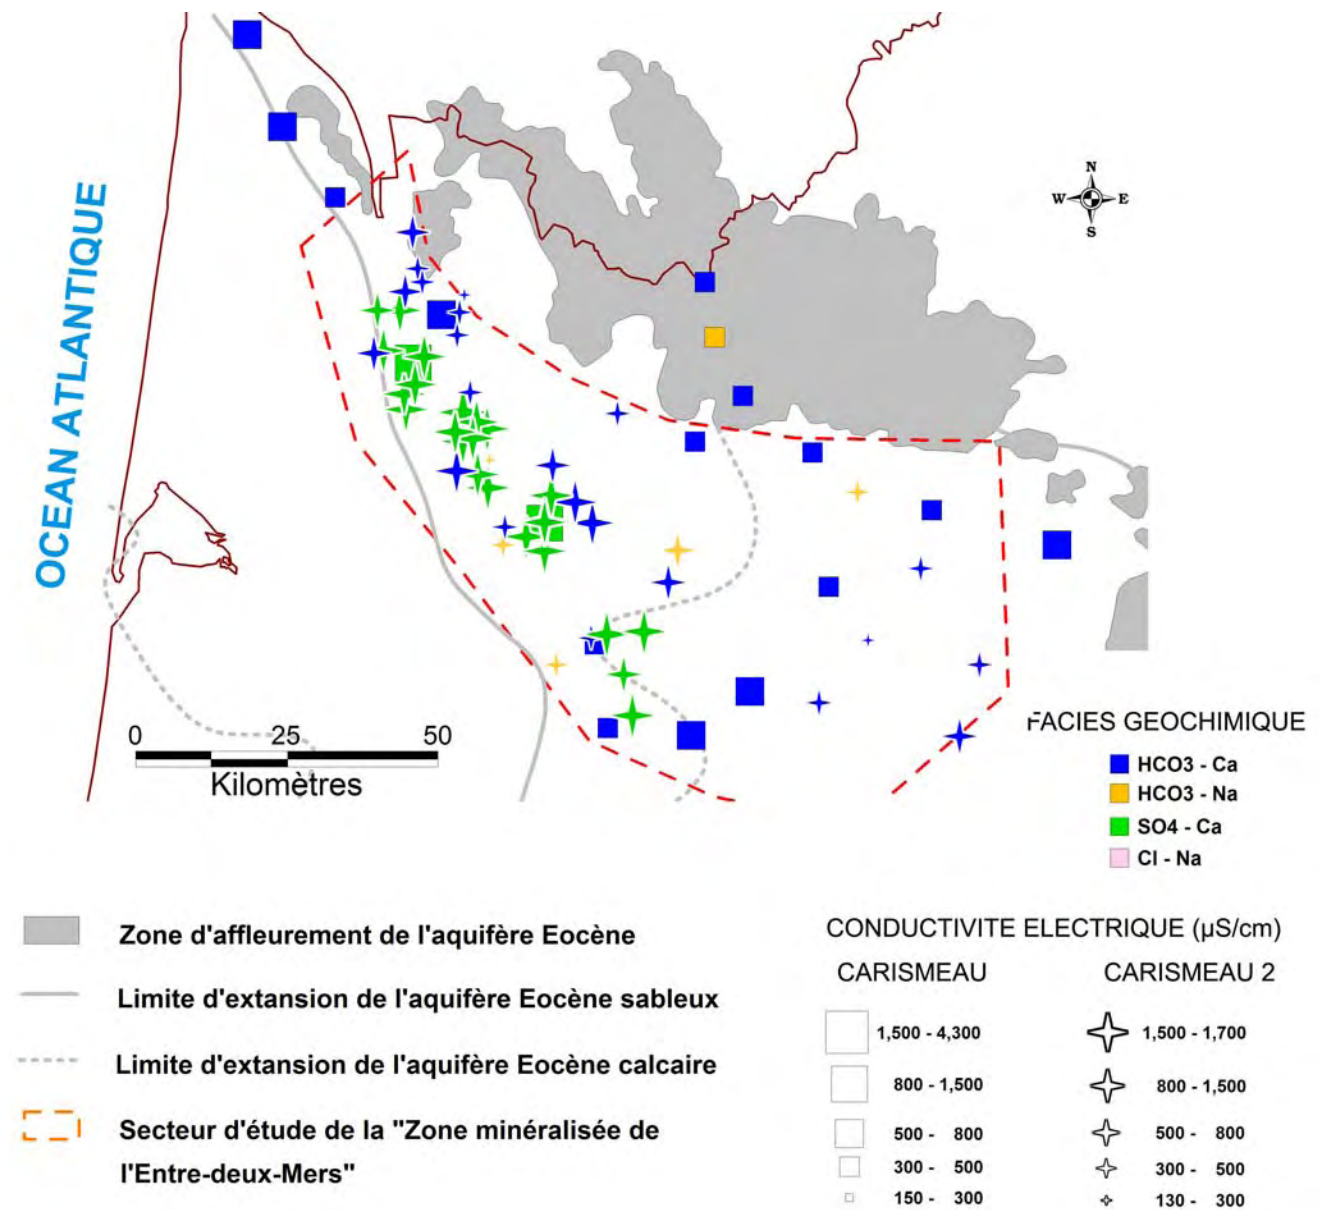 N
W E
S
OCEAN ATLANTIQUE
0 25 50
Kilomètres
FACIES GEOCHIMIQUE
HCO3 - Ca
HCO3 - Na
SO4 - Ca
Cl - Na
Zone d'affleurement de l'aquifère Eocène
Limite d'extansion de l'aquifère Eocène sableux
Limite d'extansion de l'aquifère Eocène calcaire
Secteur d'étude de la "Zone minéralisée de
l'Entre-deux-Mers"
CONDUCTIVITE ELECTRIQUE (µS/cm)
CARISMEAU CARISMEAU 2
1,500 - 4,300 1,500 - 1,700
800 - 1,500 800 - 1,500
500 - 800 500 - 800
300 - 500 300 - 500
150 - 300 130 - 300